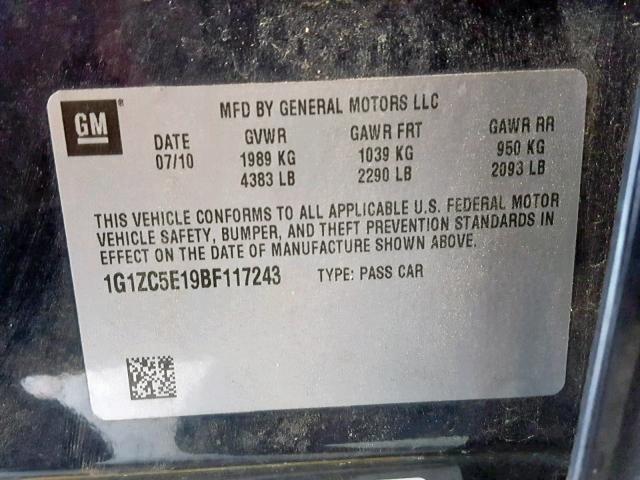 GM ®
MFD BY GENERAL MOTORS LLC
DATE GVWR GAWR FRT GAWR RR
07/10 1989 KG 1039 KG 950 KG
4383 LB 2290 LB 2093 LB
THIS VEHICLE CONFORMS TO ALL APPLICABLE U.S. FEDERAL MOTOR
VEHICLE SAFETY, BUMPER, AND THEFT PREVENTION STANDARDS IN
EFFECT ON THE DATE OF MANUFACTURE SHOWN ABOVE.
1G1ZC5E19BF117243 TYPE: PASS CAR